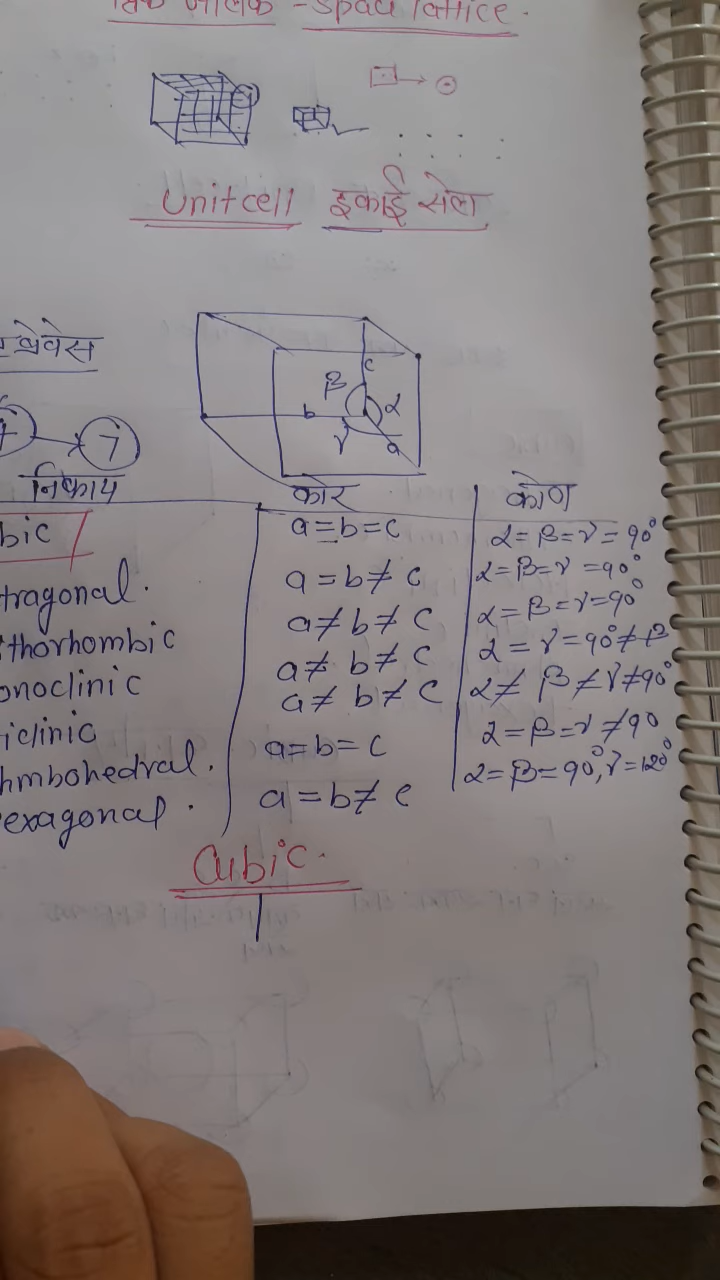 जालक - Space lattice.
Unit cell इकाई सेल
ब्रेवेस
c
β α
b
γ a
7
निकाय कोर कोण
bic a=b=c α=β=γ=90°
tragonal. a=b≠c α=β=γ=90°
thorhombic a≠b≠c α=β=γ=90°
onoclinic a≠b≠c α=γ=90°≠β
iclinic a≠b≠c α≠β≠γ≠90°
hmbohedral. a=b=c α=β=γ≠90
exagonal. a=b≠c α=β=90°,γ=120°
Cubic.